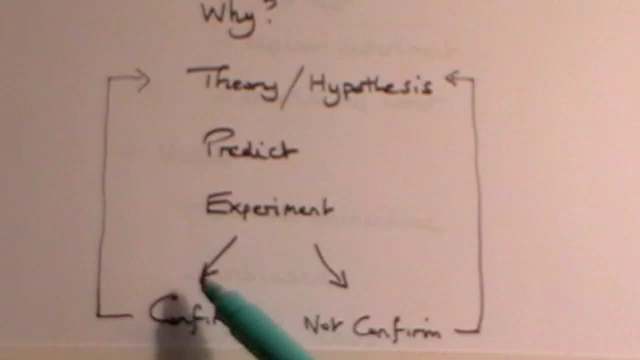 Why?
Theory/Hypothesis
Predict
Experiment
Not Confirm